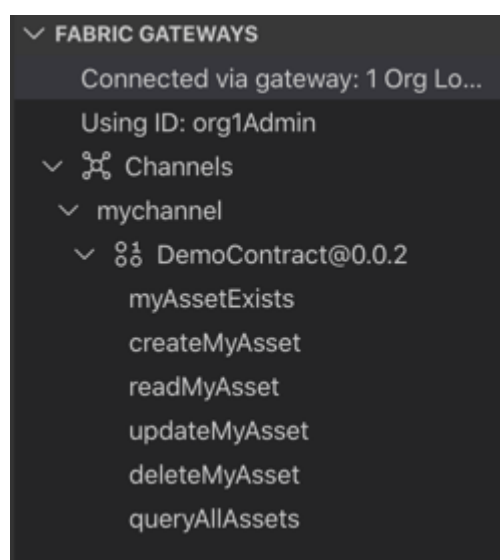 FABRIC GATEWAYS
Connected via gateway: 1 Org Lo...
Using ID: org1Admin
Channels
mychannel
DemoContract@0.0.2
myAssetExists
createMyAsset
readMyAsset
updateMyAsset
deleteMyAsset
queryAllAssets